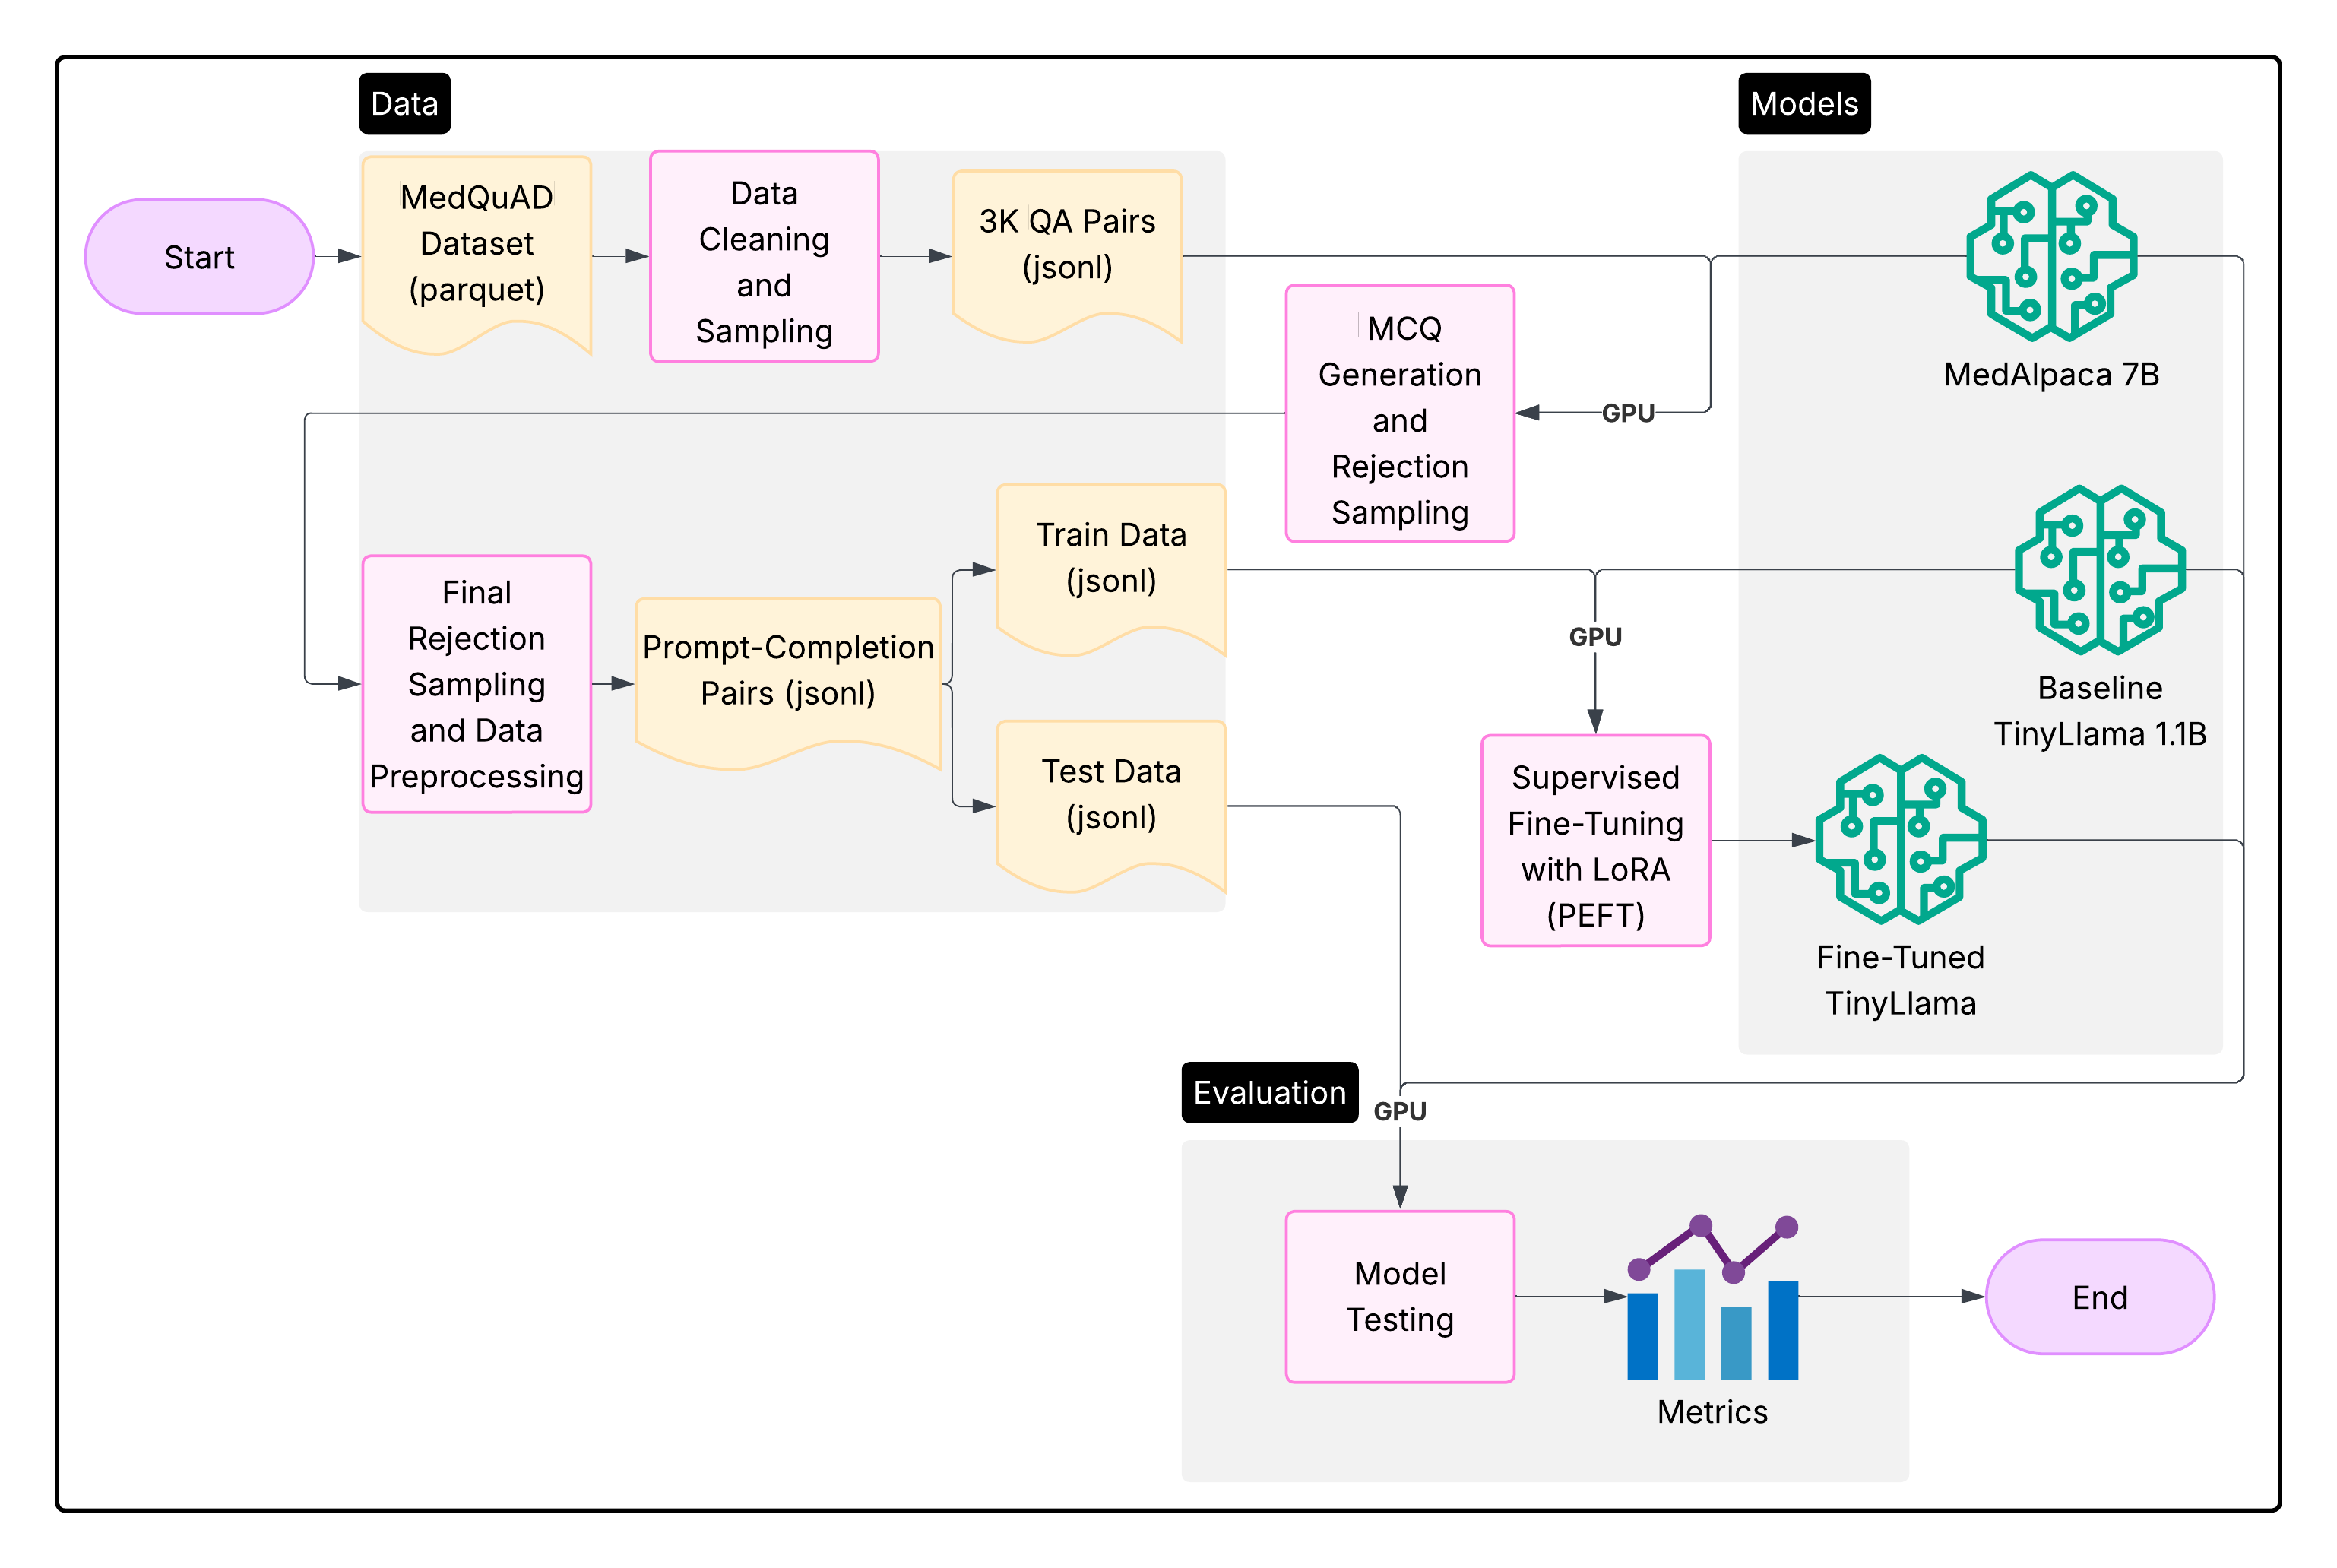 Data
Models
Start
MedQuAD
Dataset
(parquet)
Data
Cleaning
and
Sampling
3K QA Pairs
(jsonl)
MCQ
Generation
and
Rejection
Sampling
GPU
MedAlpaca 7B
Final
Rejection
Sampling
and Data
Preprocessing
Prompt-Completion
Pairs (jsonl)
Train Data
(jsonl)
Test Data
(jsonl)
GPU
Supervised
Fine-Tuning
with LoRA
(PEFT)
Baseline
TinyLlama 1.1B
Fine-Tuned
TinyLlama
Evaluation
GPU
Model
Testing
Metrics
End